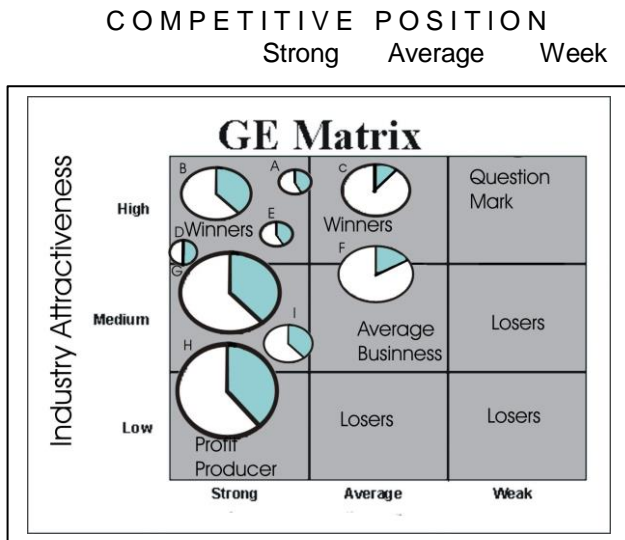 COMPETITIVE POSITION
Strong Average Week
GE Matrix
Industry Attractiveness
High
Medium
Low
B
A
C
Question
Mark
D
Winners
E
Winners
G
F
I
Average
Businness
Losers
H
Losers
Losers
Profit
Producer
Strong Average Weak